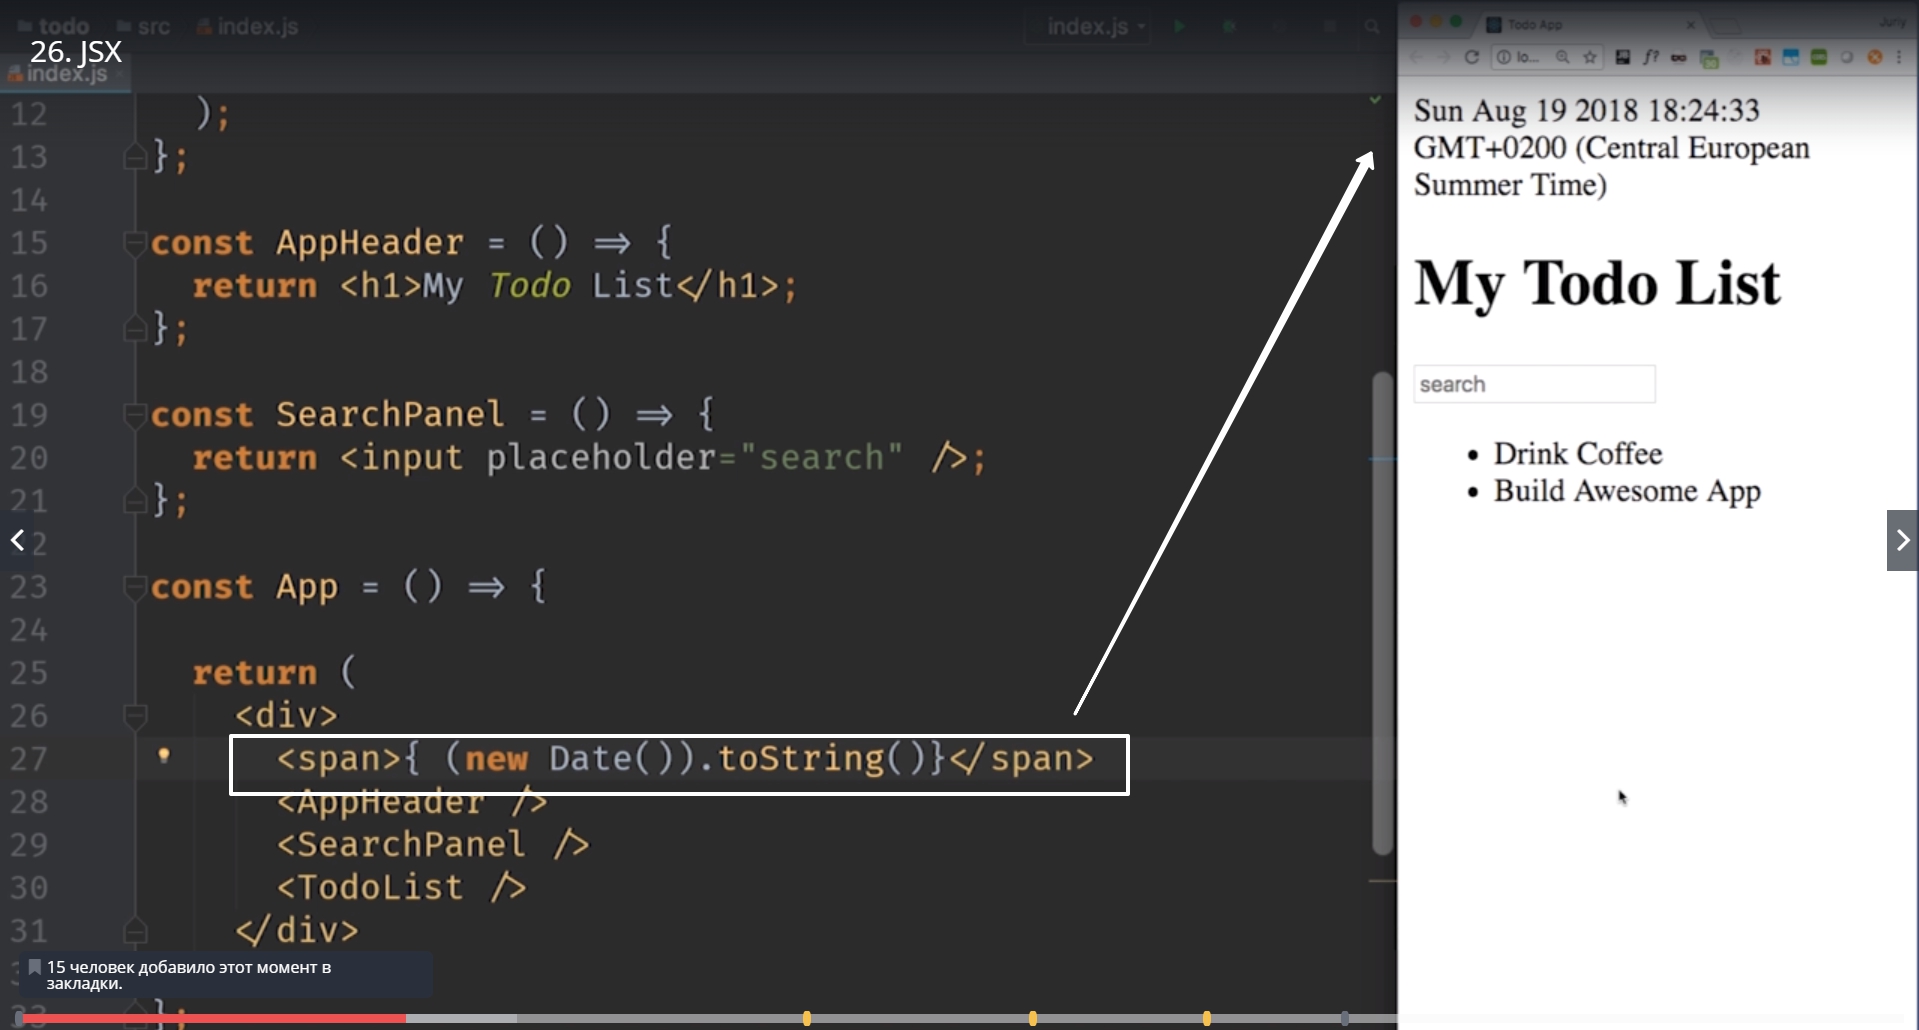 todo src index.js index.js
26. JSX
index.js
Todo App
lo...
f?
12 );
13 };
14
15 const AppHeader = () => {
16 return <h1>My Todo List</h1>;
17 };
18
19 const SearchPanel = () => {
20 return <input placeholder="search" />;
21 };
2
23 const App = () => {
24
25 return (
26 <div>
27 <span>{ (new Date()).toString()}</span>
28 <AppHeader />
29 <SearchPanel />
30 <TodoList />
31 </div>
15 человек добавило этот момент в
закладки.
33 };
Sun Aug 19 2018 18:24:33
GMT+0200 (Central European
Summer Time)
My Todo List
search
• Drink Coffee
• Build Awesome App